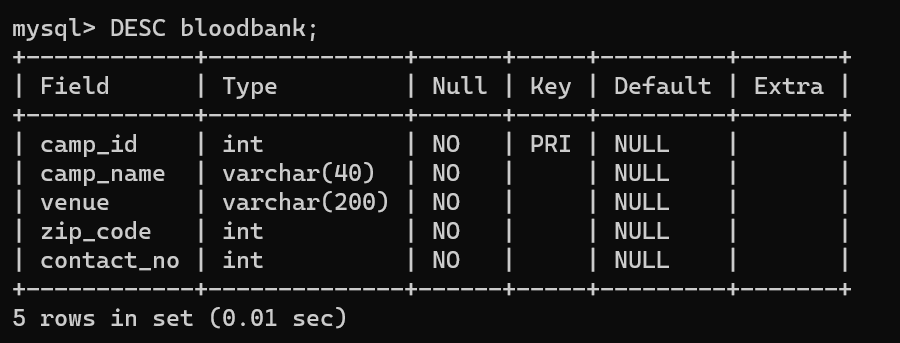 mysql> DESC bloodbank;
+------------+--------------+------+-----+---------+-------+
| Field      | Type         | Null | Key | Default | Extra |
+------------+--------------+------+-----+---------+-------+
| camp_id    | int          | NO   | PRI | NULL    |       |
| camp_name  | varchar(40)  | NO   |     | NULL    |       |
| venue      | varchar(200) | NO   |     | NULL    |       |
| zip_code   | int          | NO   |     | NULL    |       |
| contact_no | int          | NO   |     | NULL    |       |
+------------+--------------+------+-----+---------+-------+
5 rows in set (0.01 sec)